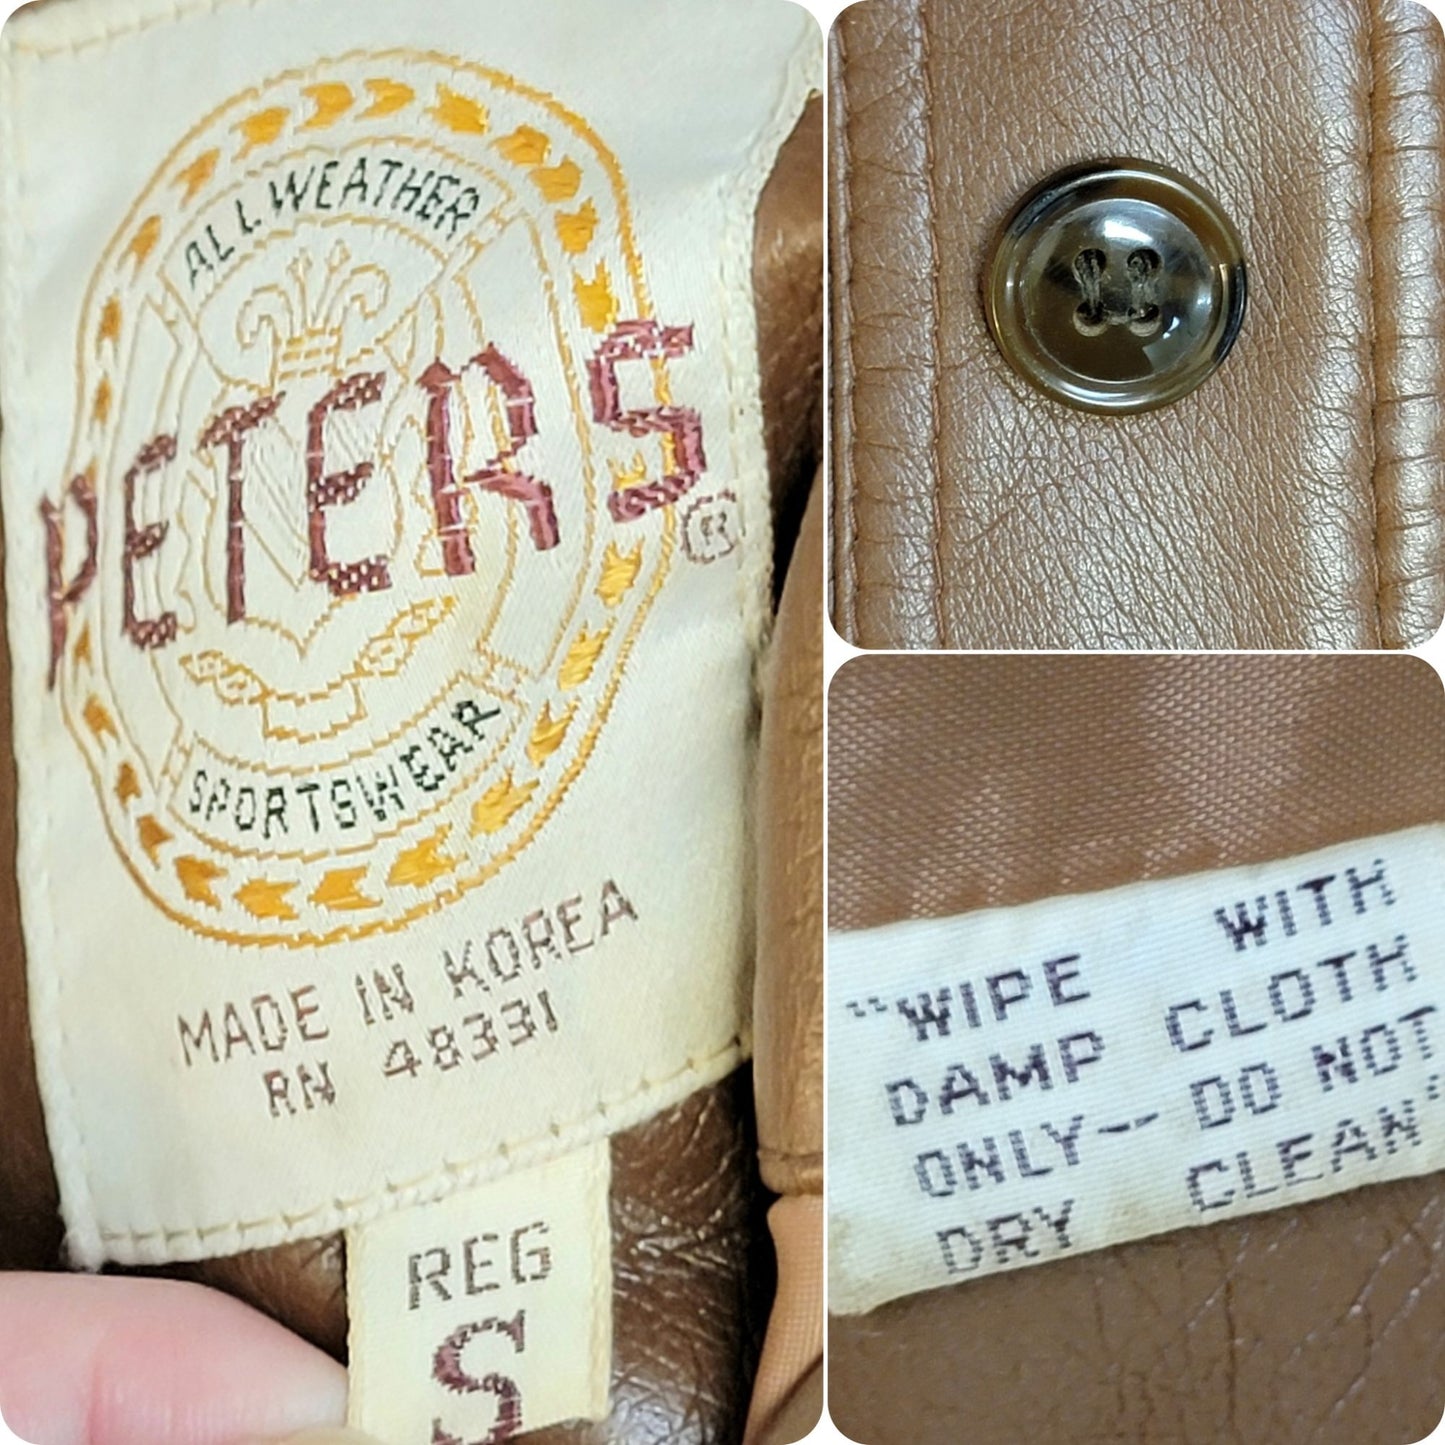 ALL WEATHER
PETERS ®
SPORTSWEAR
MADE IN KOREA
RN 48331
REG
S
"WIPE WITH
DAMP CLOTH
ONLY - DO NOT
DRY CLEAN"